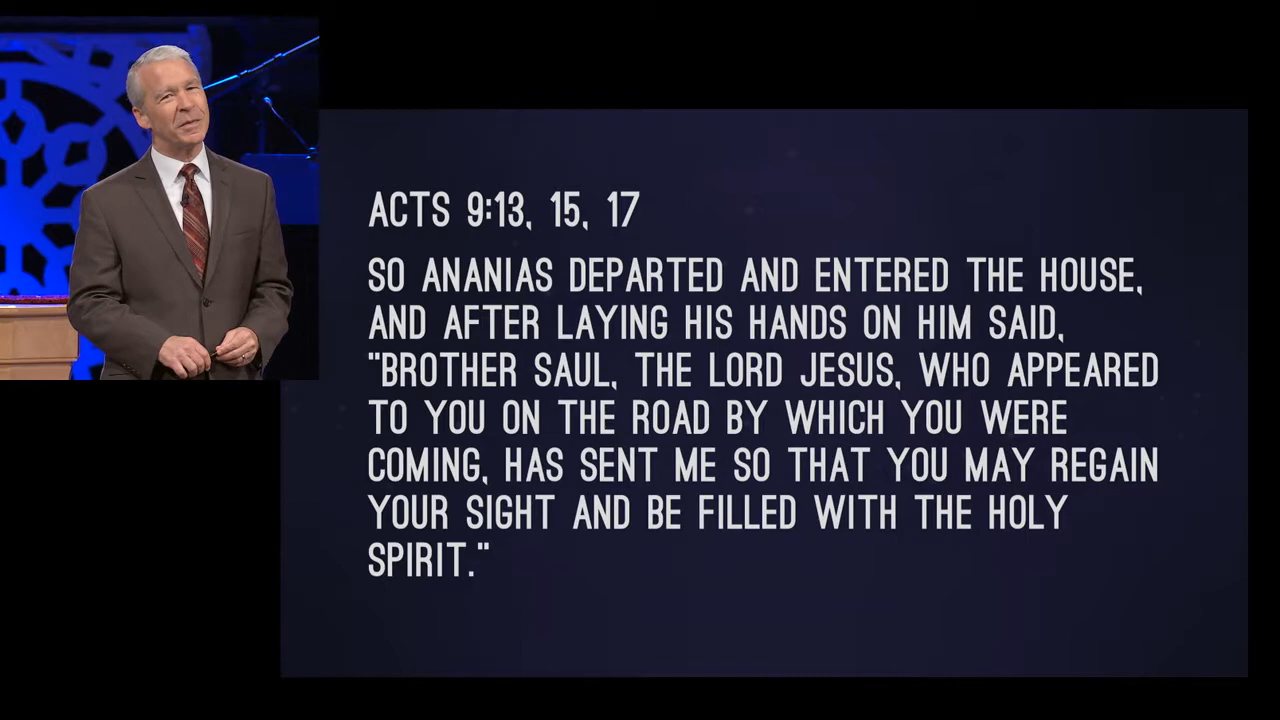 ACTS 9:13, 15, 17
SO ANANIAS DEPARTED AND ENTERED THE HOUSE,
AND AFTER LAYING HIS HANDS ON HIM SAID,
"BROTHER SAUL, THE LORD JESUS, WHO APPEARED
TO YOU ON THE ROAD BY WHICH YOU WERE
COMING, HAS SENT ME SO THAT YOU MAY REGAIN
YOUR SIGHT AND BE FILLED WITH THE HOLY
SPIRIT."